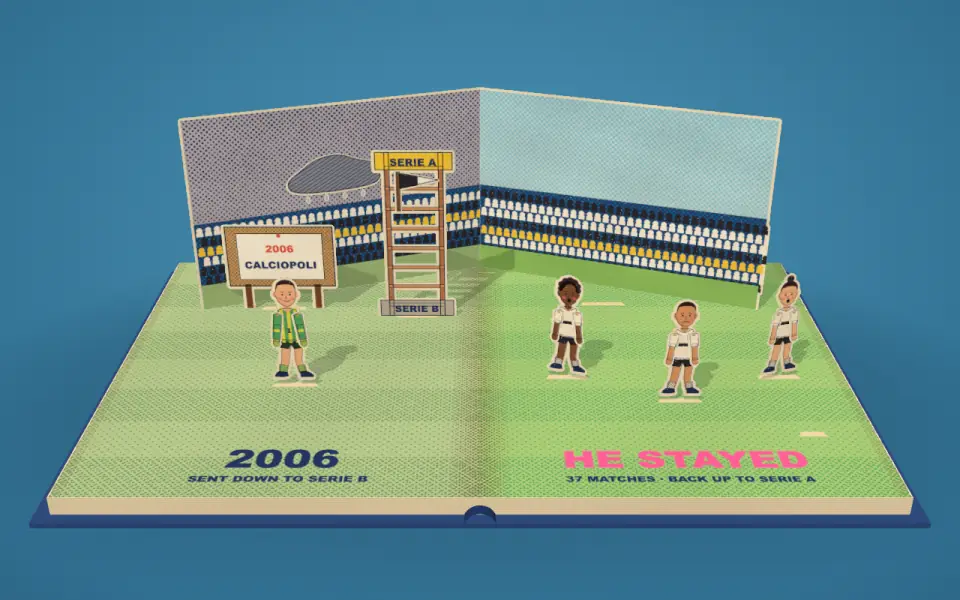 SERIE A
2006
CALCIOPOLI
SERIE B
2006
SENT DOWN TO SERIE B
HE STAYED
37 MATCHES · BACK UP TO SERIE A